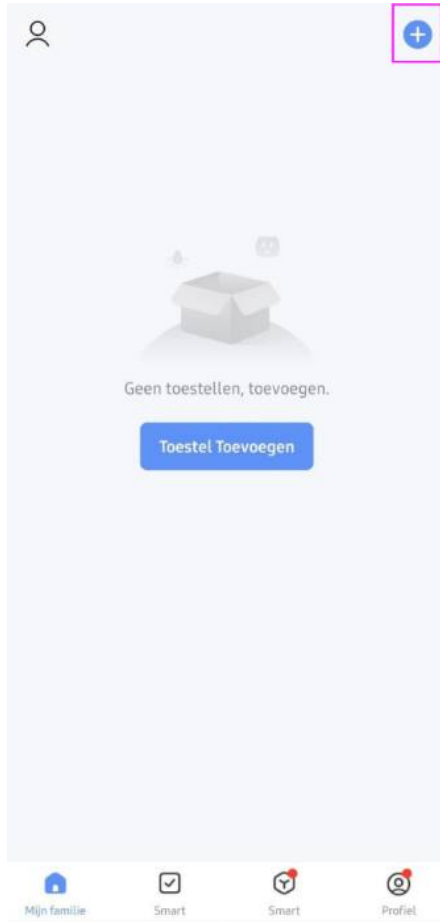 Geen toestellen, toevoegen.
Toestel Toevoegen
Mijn familie
Smart
Smart
Profiel